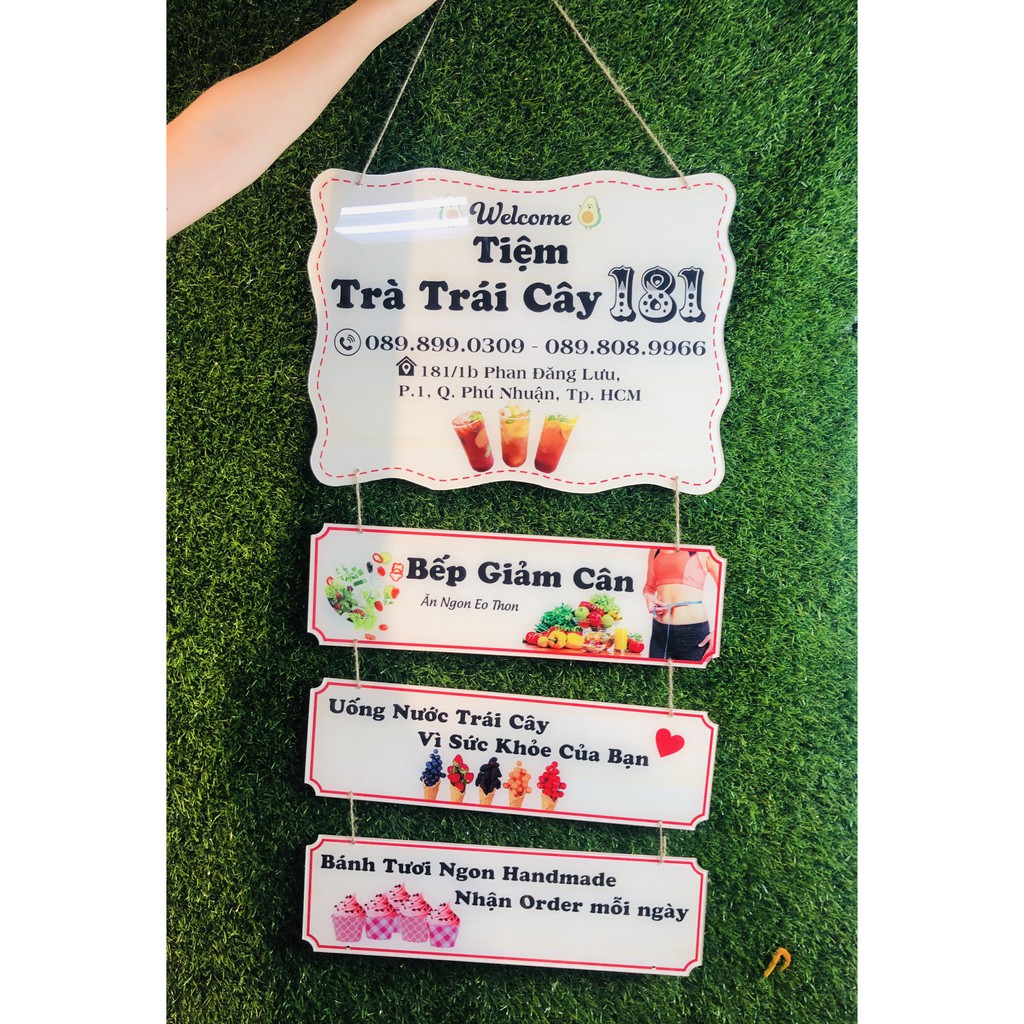 Welcome
Tiệm
Trà Trái Cây 181
089.899.0309 - 089.808.9966
181/1b Phan Đăng Lưu,
P.1, Q. Phú Nhuận, Tp. HCM
Bếp Giảm Cân
Ăn Ngon Eo Thon
Uống Nước Trái Cây
Vì Sức Khỏe Của Bạn
Bánh Tươi Ngon Handmade
Nhận Order mỗi ngày